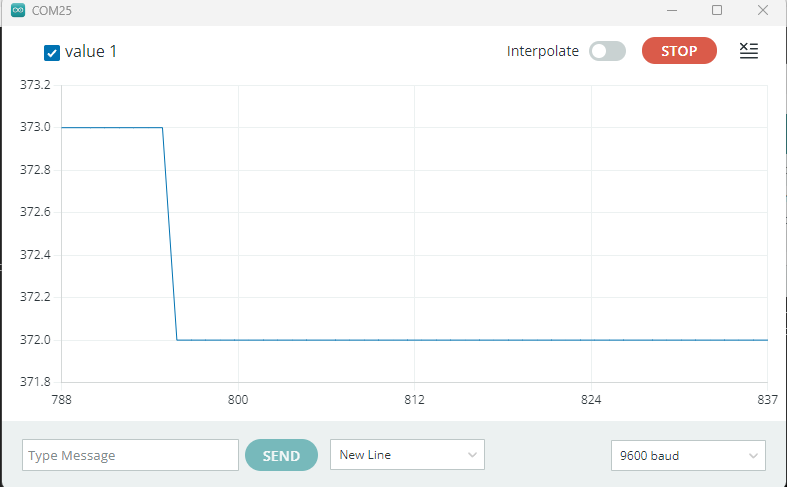 COM25
value 1
Interpolate
STOP
373.2
373.0
372.8
372.6
372.4
372.2
372.0
371.8
788 800 812 824 837
Type Message
SEND
New Line
9600 baud